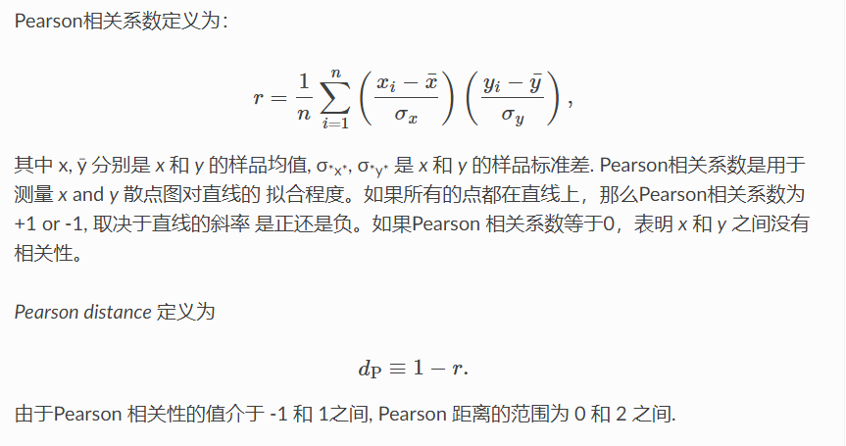 Pearson相关系数定义为：
r = \frac{1}{n} \sum_{i=1}^{n} \left( \frac{x_i - \bar{x}}{\sigma_x} \right) \left( \frac{y_i - \bar{y}}{\sigma_y} \right),
其中 x, ȳ 分别是 x 和 y 的样品均值, σ*x*, σ*y* 是 x 和 y 的样品标准差. Pearson相关系数是用于
测量 x and y 散点图对直线的 拟合程度。如果所有的点都在直线上，那么Pearson相关系数为
+1 or -1, 取决于直线的斜率 是正还是负。如果Pearson 相关系数等于0，表明 x 和 y 之间没有
相关性。
Pearson distance 定义为
d_P ≡ 1 − r.
由于Pearson 相关性的值介于 -1 和 1之间, Pearson 距离的范围为 0 和 2 之间.